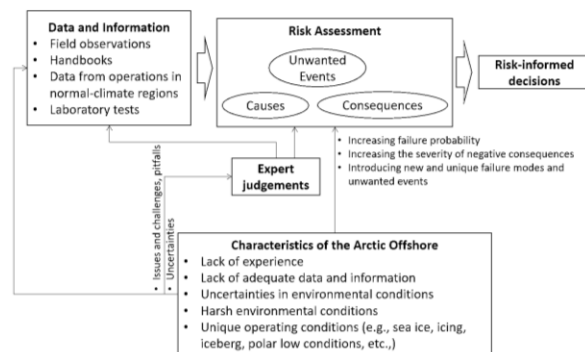 Data and Information
• Field observations
• Handbooks
• Data from operations in
normal-climate regions
• Laboratory tests
Risk Assessment
Unwanted
Events
Causes
Consequences
Risk-informed
decisions
• Increasing failure probability
• Increasing the severity of negative consequences
• Introducing new and unique failure modes and
unwanted events
Expert
judgements
• Issues and challenges, pitfalls
• Uncertainties
Characteristics of the Arctic Offshore
• Lack of experience
• Lack of adequate data and information
• Uncertainties in environmental conditions
• Harsh environmental conditions
• Unique operating conditions (e.g., sea ice, icing,
iceberg, polar low conditions, etc.,)